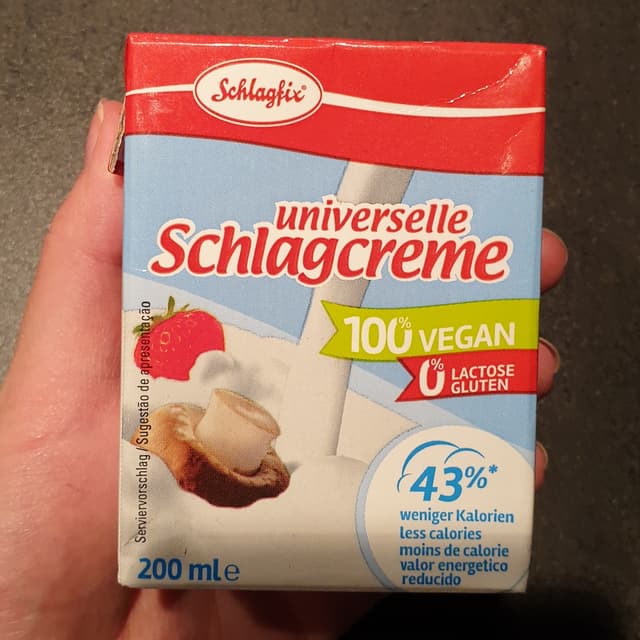 Schlagfix®
universelle
Schlagcreme
100% VEGAN
0% LACTOSE
GLUTEN
Serviervorschlag / Sugestão de apresentação
43%*
weniger Kalorien
less calories
moins de calorie
valor energetico
reducido
200 ml e